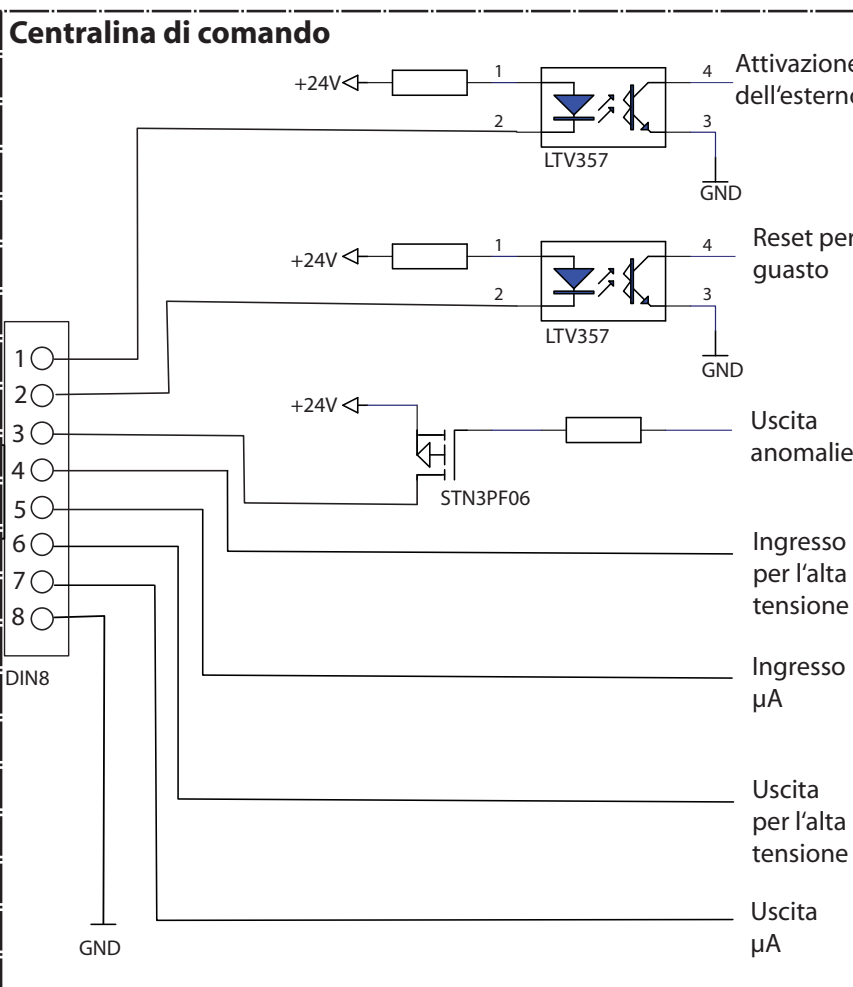 Centralina di comando
+24V
1
2
LTV357
4
3
GND
Attivazione
dell'esterno
+24V
1
2
LTV357
4
3
GND
Reset per
guasto
+24V
STN3PF06
Uscita
anomalie
1
2
3
4
5
6
7
8
DIN8
GND
Ingresso
per l'alta
tensione
Ingresso
µA
Uscita
per l'alta
tensione
Uscita
µA